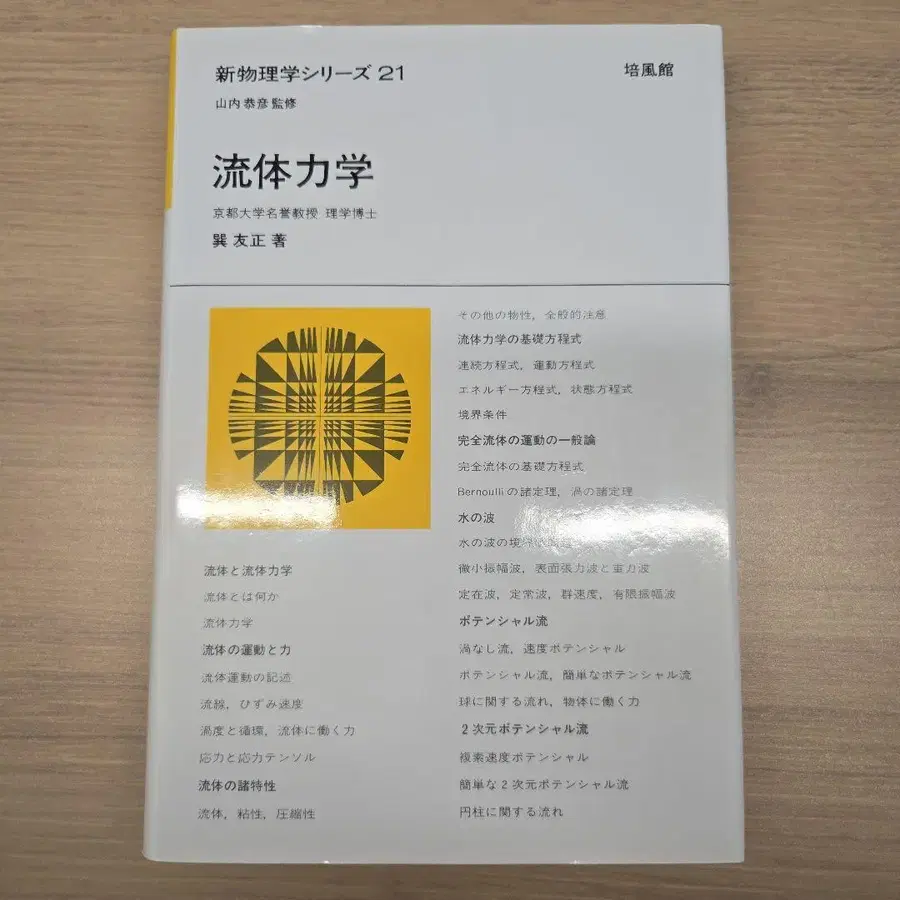 新物理学シリーズ 21
培風館
山内恭彦監修
流体力学
京都大学名誉教授 理学博士
巽 友正 著
流体と流体力学
流体とは何か
流体力学
流体の運動と力
流体運動の記述
流線，ひずみ速度
渦度と循環，流体に働く力
応力と応力テンソル
流体の諸特性
流体，粘性，圧縮性
その他の物性，全般的注意
流体力学の基礎方程式
連続方程式，運動方程式
エネルギー方程式，状態方程式
境界条件
完全流体の運動の一般論
完全流体の基礎方程式
Bernoulliの諸定理，渦の諸定理
水の波
水の波の境
微小振幅波，表面張力波と重力波
定在波，定常波，群速度，有限振幅波
ポテンシャル流
渦なし流，速度ポテンシャル
ポテンシャル流，簡単なポテンシャル流
球に関する流れ，物体に働く力
2次元ポテンシャル流
複素速度ポテンシャル
簡単な2次元ポテンシャル流
円柱に関する流れ